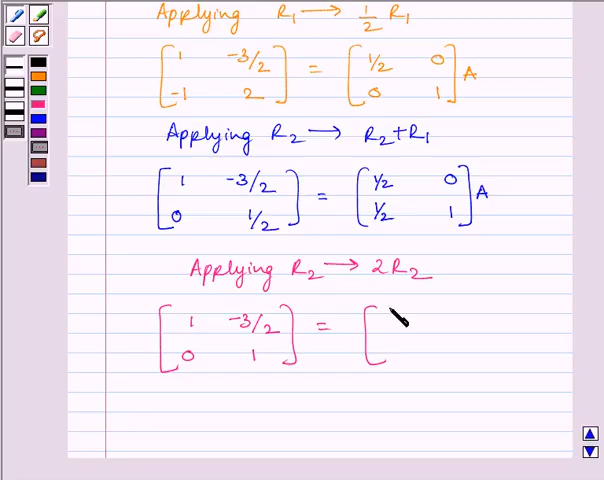 Applying R₁ → 1/2 R₁
[1 -3/2] = [1/2 0] A
[-1 2] [0 1]
Applying R₂ → R₂+R₁
[1 -3/2] = [1/2 0] A
[0 1/2] [1/2 1]
Applying R₂ → 2R₂
[1 -3/2] = [
[0 1]